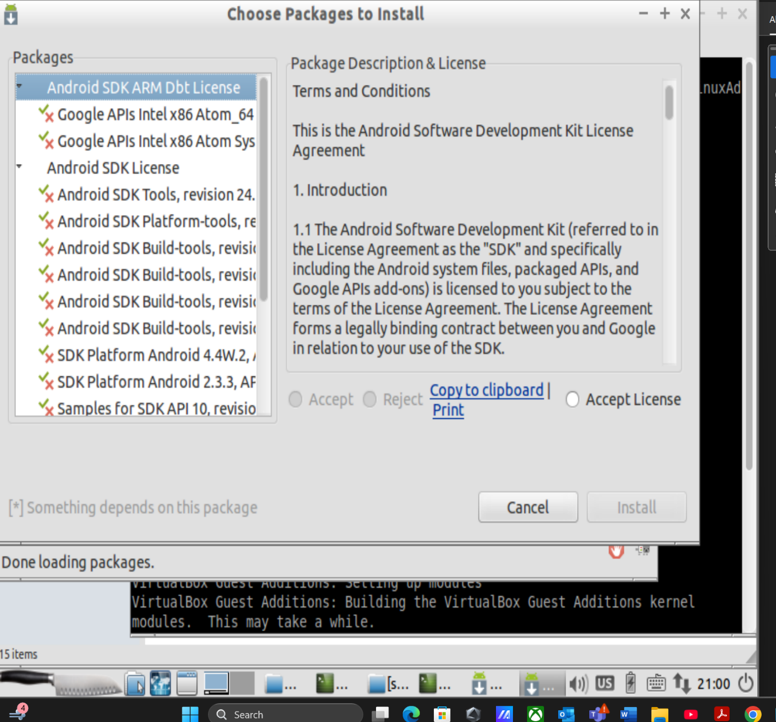 Choose Packages to Install
Packages
Android SDK ARM Dbt License
Google APIs Intel x86 Atom_64
Google APIs Intel x86 Atom Sys
Android SDK License
Android SDK Tools, revision 24.
Android SDK Platform-tools, re
Android SDK Build-tools, revisi
Android SDK Build-tools, revisi
Android SDK Build-tools, revisi
Android SDK Build-tools, revisi
SDK Platform Android 4.4W.2, A
SDK Platform Android 2.3.3, AP
Samples for SDK API 10, revisio
Package Description & License
Terms and Conditions
This is the Android Software Development Kit License
Agreement
1. Introduction
1.1 The Android Software Development Kit (referred to in
the License Agreement as the "SDK" and specifically
including the Android system files, packaged APIs, and
Google APIs add-ons) is licensed to you subject to the
terms of the License Agreement. The License Agreement
forms a legally binding contract between you and Google
in relation to your use of the SDK.
Accept Reject Copy to clipboard | Accept License
Print
[*] Something depends on this package
Cancel Install
inuxAd
Done loading packages.
VirtualBox Guest Additions: Setting up modules
VirtualBox Guest Additions: Building the VirtualBox Guest Additions kernel
modules. This may take a while.
15 items
... ... [s... ... ... ... US 21:00
4 Search